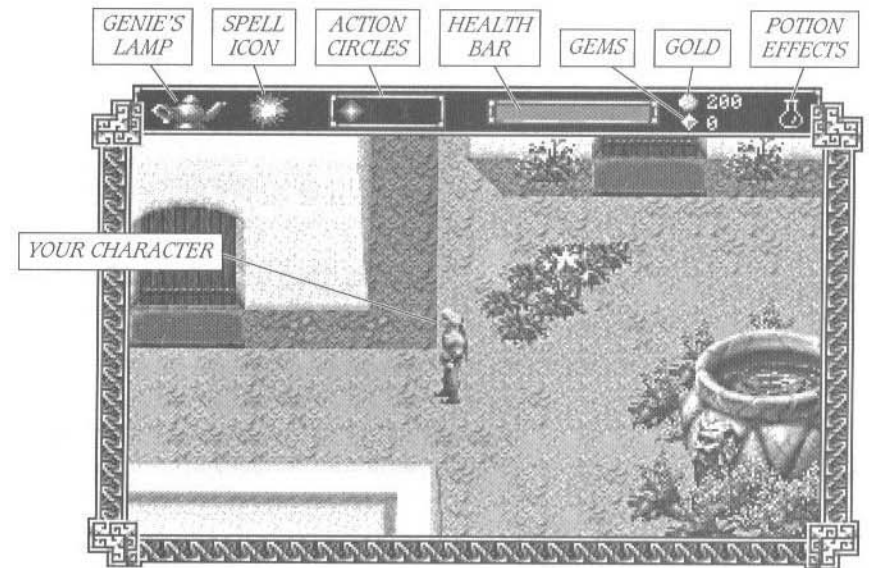 GENIE'S
LAMP
SPELL
ICON
ACTION
CIRCLES
HEALTH
BAR
GEMS
GOLD
POTION
EFFECTS
200
0
YOUR CHARACTER